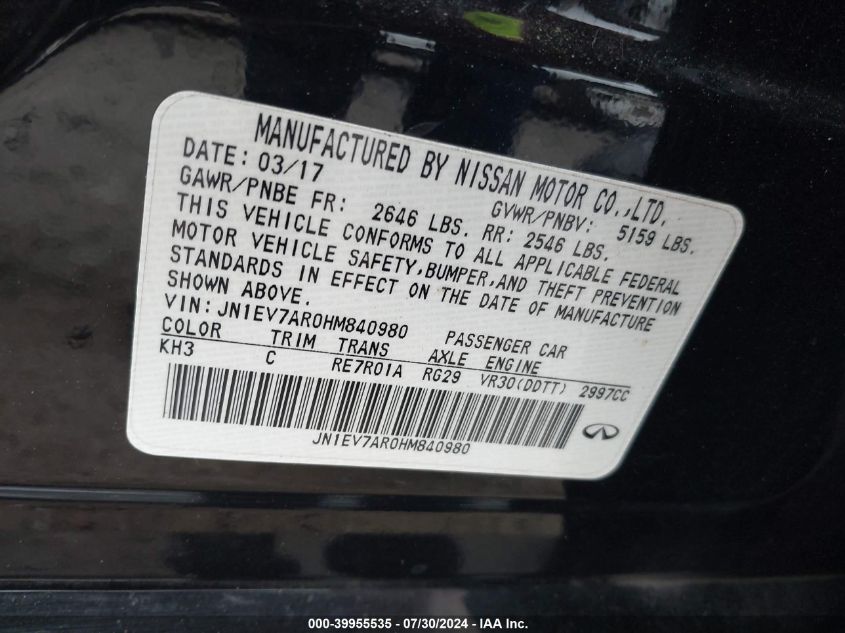 MANUFACTURED BY NISSAN MOTOR CO.,LTD.
DATE: 03/17 GVWR/PNBV: 5159 LBS.
GAWR/PNBE FR: 2646 LBS. RR: 2546 LBS.
THIS VEHICLE CONFORMS TO ALL APPLICABLE FEDERAL
MOTOR VEHICLE SAFETY,BUMPER,AND THEFT PREVENTION
STANDARDS IN EFFECT ON THE DATE OF MANUFACTURE
SHOWN ABOVE.
VIN:JN1EV7AR0HM840980 PASSENGER CAR
COLOR TRIM TRANS AXLE ENGINE
KH3 C RE7R01A RG29 VR30(DDTT) 2997CC
JN1EV7AR0HM840980
000-39955535 - 07/30/2024 - IAA Inc.